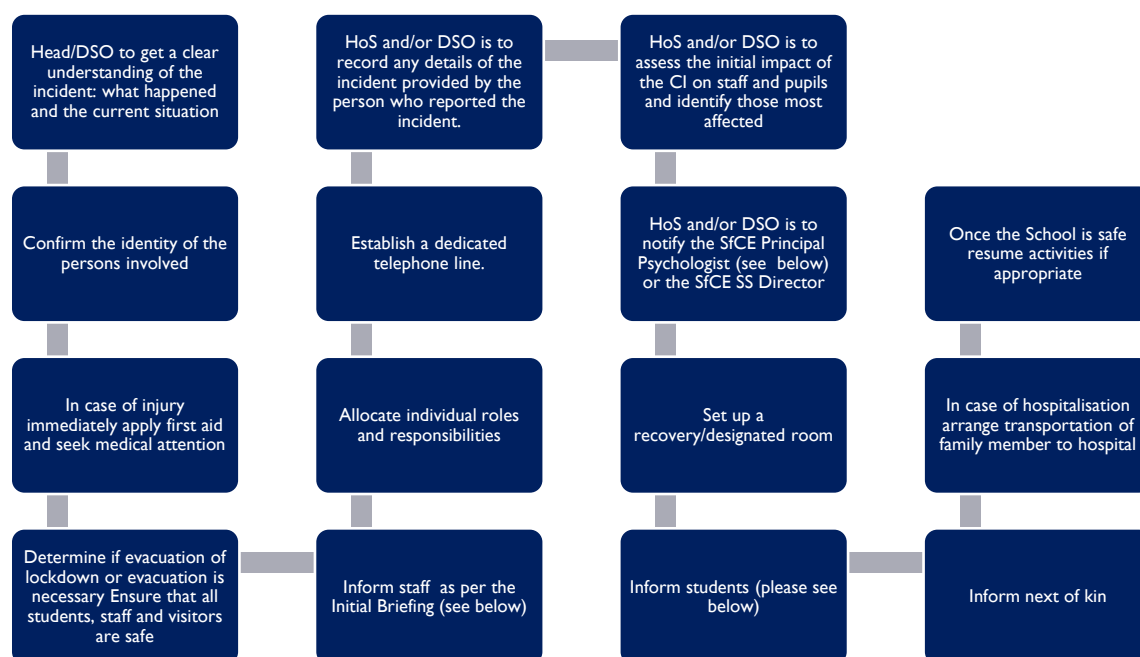 Head/DSO to get a clear
understanding of the
incident: what happened
and the current situation
Confirm the identity of the
persons involved
In case of injury
immediately apply first aid
and seek medical attention
Determine if evacuation of
lockdown or evacuation is
necessary Ensure that all
students, staff and visitors
are safe
Inform staff as per the
Initial Briefing (see below)
Allocate individual roles
and responsibilities
Establish a dedicated
telephone line.
HoS and/or DSO is to
record any details of the
incident provided by the
person who reported the
incident.
HoS and/or DSO is to
assess the initial impact of
the CI on staff and pupils
and identify those most
affected
HoS and/or DSO is to
notify the SfCE Principal
Psychologist (see below)
or the SfCE SS Director
Set up a
recovery/designated room
Inform students (please see
below)
Inform next of kin
In case of hospitalisation
arrange transportation of
family member to hospital
Once the School is safe
resume activities if
appropriate